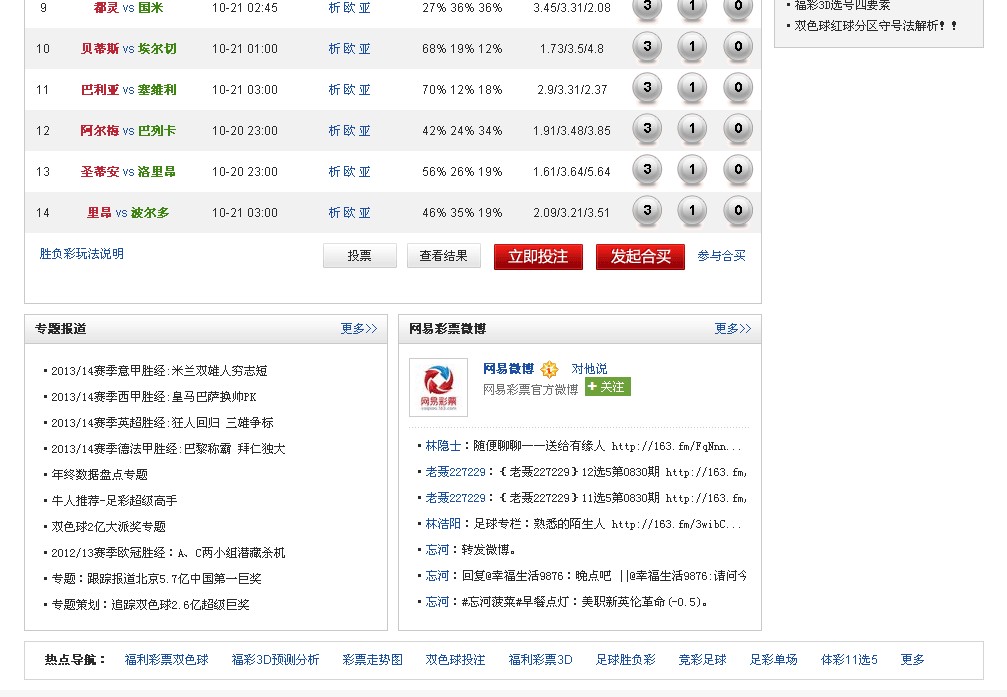 9 都灵 vs 国米 10-21 02:45 析 欧 亚 27% 36% 36% 3.45/3.31/2.08 3 1 0
10 贝蒂斯 vs 埃尔切 10-21 01:00 析 欧 亚 68% 19% 12% 1.73/3.5/4.8 3 1 0
11 巴利亚 vs 塞维利 10-21 03:00 析 欧 亚 70% 12% 18% 2.9/3.31/2.37 3 1 0
12 阿尔梅 vs 巴列卡 10-20 23:00 析 欧 亚 42% 24% 34% 1.91/3.48/3.85 3 1 0
13 圣蒂安 vs 洛里昂 10-20 23:00 析 欧 亚 56% 26% 19% 1.61/3.64/5.64 3 1 0
14 里昂 vs 波尔多 10-21 03:00 析 欧 亚 46% 35% 19% 2.09/3.21/3.51 3 1 0
胜负彩玩法说明 投票 查看结果 立即投注 发起合买 参与合买
• 福彩3D选号四要素
• 双色球红球分区守号法解析！！
专题报道 更多>>
• 2013/14赛季意甲胜经:米兰双雄人穷志短
• 2013/14赛季西甲胜经:皇马巴萨换帅PK
• 2013/14赛季英超胜经:狂人回归 三雄争标
• 2013/14赛季德法甲胜经:巴黎称霸 拜仁独大
• 年终数据盘点专题
• 牛人推荐-足彩超级高手
• 双色球2亿大派奖专题
• 2012/13赛季欧冠胜经：A、C两小组潜藏杀机
• 专题：跟踪报道北京5.7亿中国第一巨奖
• 专题策划：追踪双色球2.6亿超级巨奖
网易彩票微博 更多>>
网易彩票
网易微博 对他说
网易彩票官方微博 + 关注
• 林隐士：随便聊聊——送给有缘人 http://163.fm/FqNnn...
• 老聂227229：{老聂227229}12选5第0830期 http://163.fm,
• 老聂227229：{老聂227229}11选5第0830期 http://163.fm,
• 林洁阳：足球专栏：熟悉的陌生人 http://163.fm/3wibC...
• 忘河：转发微博。
• 忘河：回复@幸福生活9876：晚点吧 ||@幸福生活9876:请问今
• 忘河：#忘河菠菜#早餐点灯：美职新英伦革命(-0.5)。
热点导航： 福利彩票双色球 福彩3D预测分析 彩票走势图 双色球投注 福利彩票3D 足球胜负彩 竞彩足球 足彩单场 体彩11选5 更多